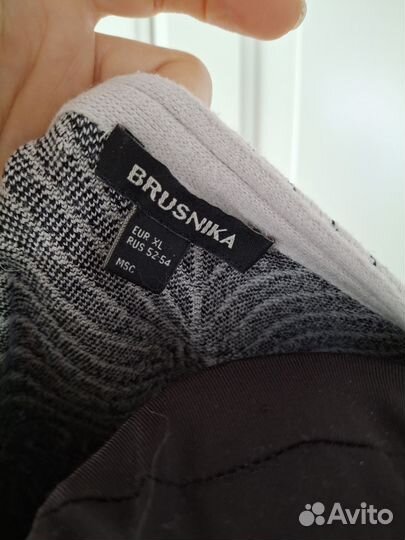 BRUSNIKA
EUR XL
RUS 52-54
MSC
Avito